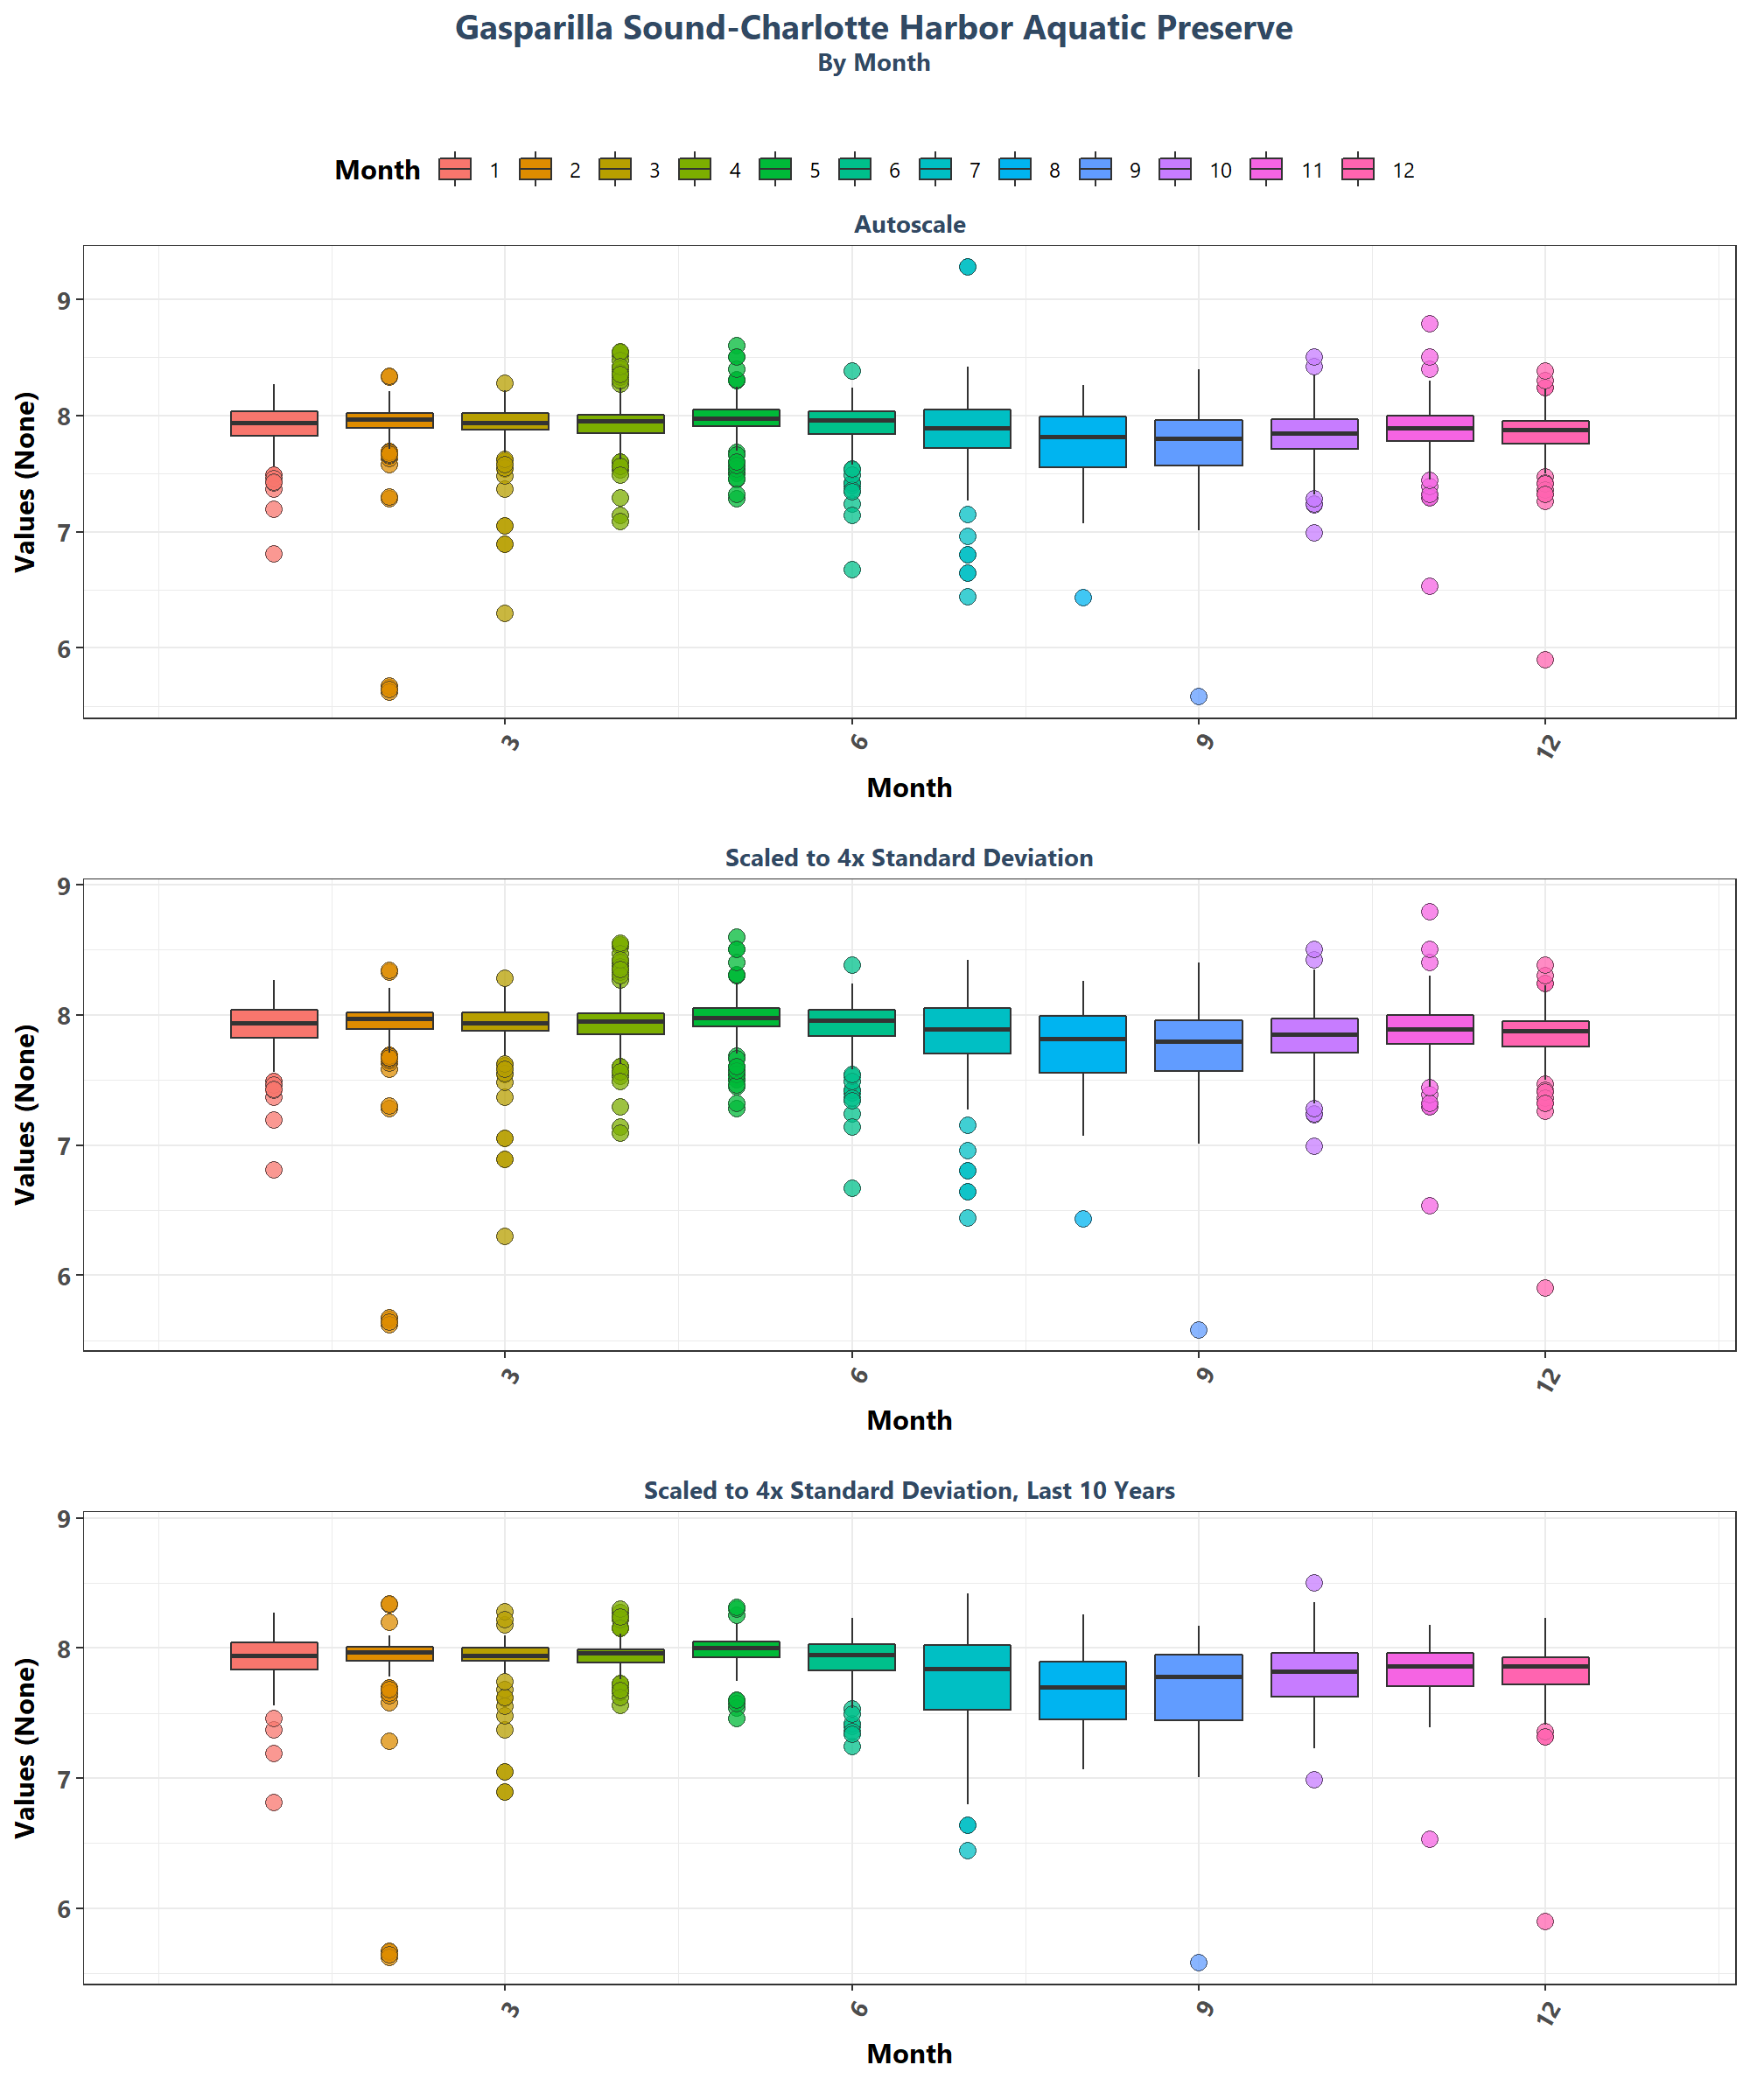 Gasparilla Sound-Charlotte Harbor Aquatic Preserve
By Month
Month 1 2 3 4 5 6 7 8 9 10 11 12
Autoscale
Values (None)
9
8
7
6
3 6 9 12
Month
Scaled to 4x Standard Deviation
Values (None)
9
8
7
6
3 6 9 12
Month
Scaled to 4x Standard Deviation, Last 10 Years
Values (None)
9
8
7
6
3 6 9 12
Month